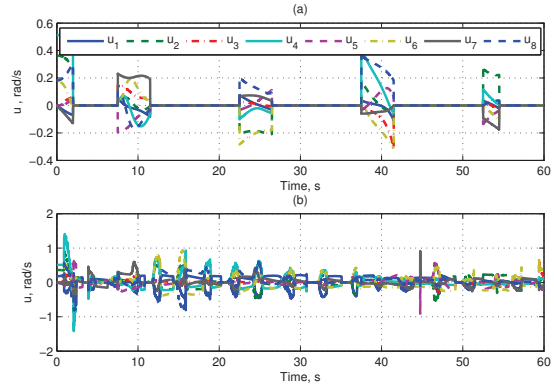 (a)
0.6
u₁ u₂ u₃ u₄ u₅ u₆ u₇ u₈
0.4
0.2
0
−0.2
−0.4
u , rad/s
0 10 20 30 40 50 60
Time, s
(b)
2
1
0
−1
−2
u, rad/s
0 10 20 30 40 50 60
Time, s